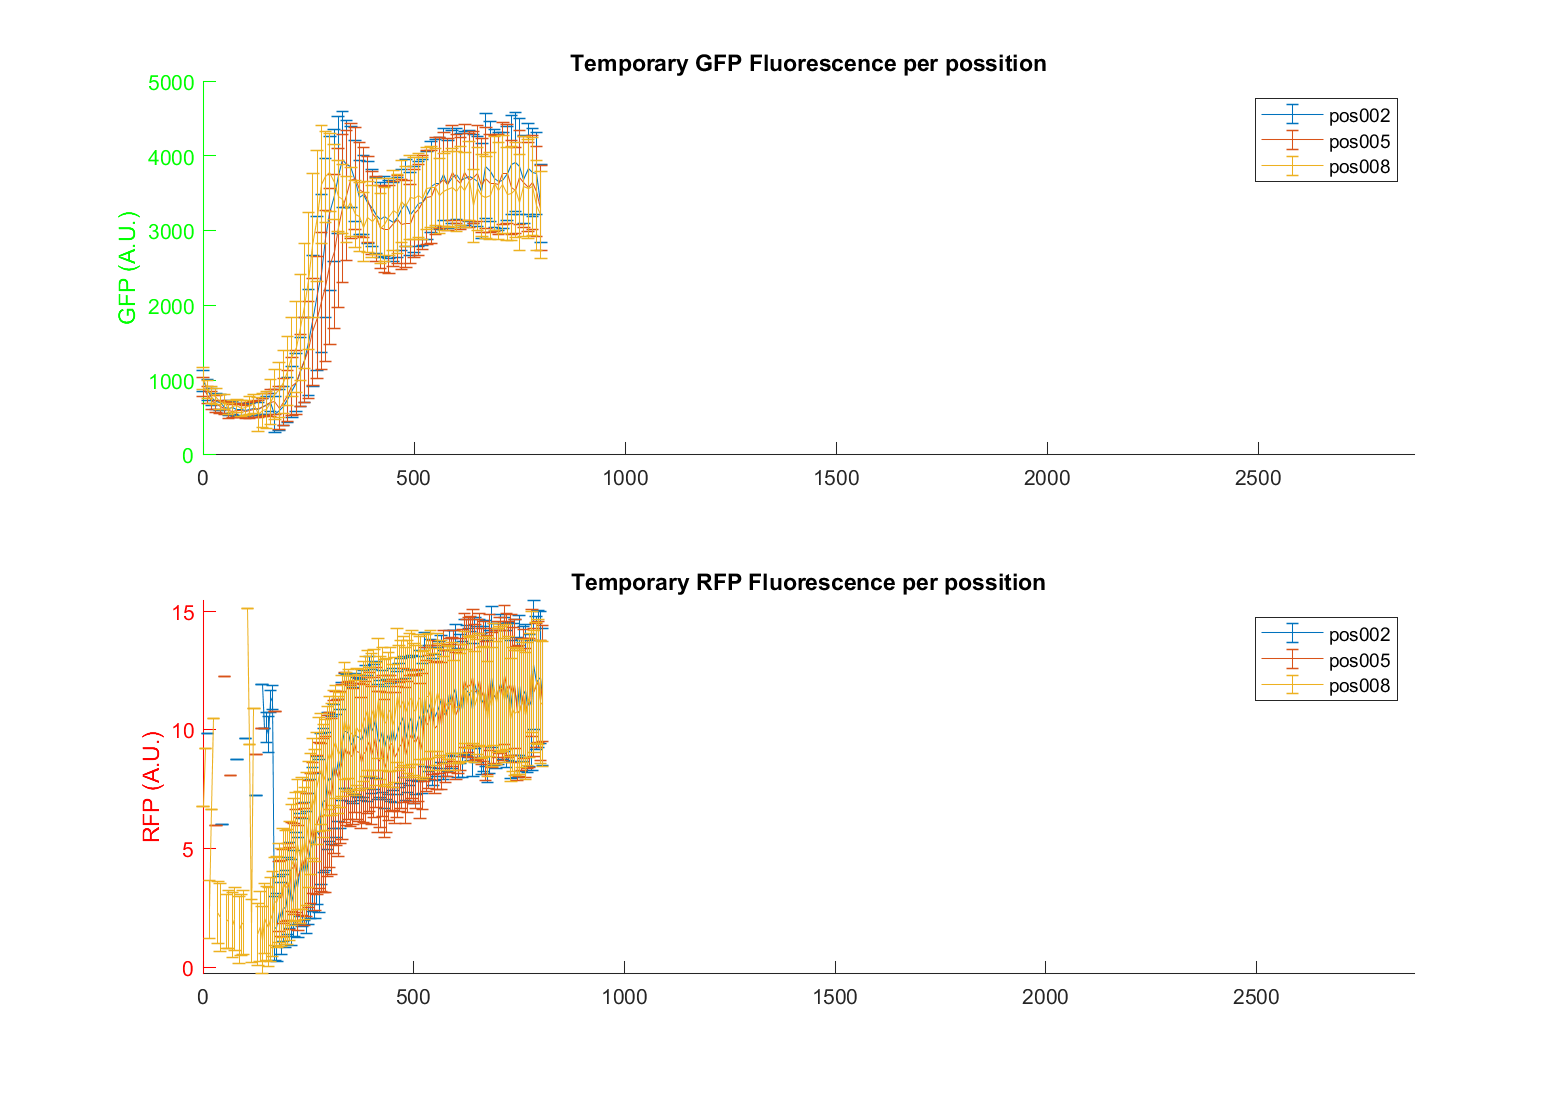 Temporary GFP Fluorescence per possition
GFP (A.U.)
5000
4000
3000
2000
1000
0
0 500 1000 1500 2000 2500
pos002
pos005
pos008
Temporary RFP Fluorescence per possition
RFP (A.U.)
15
10
5
0
0 500 1000 1500 2000 2500
pos002
pos005
pos008